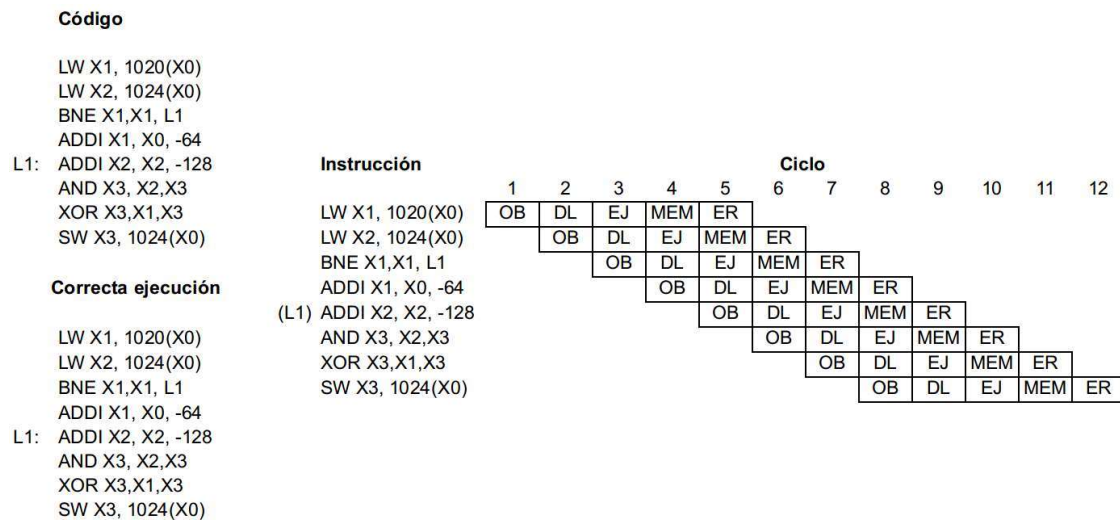 Código
LW X1, 1020(X0)
LW X2, 1024(X0)
BNE X1,X1, L1
ADDI X1, X0, -64
L1: ADDI X2, X2, -128
AND X3, X2,X3
XOR X3,X1,X3
SW X3, 1024(X0)
Correcta ejecución
LW X1, 1020(X0)
LW X2, 1024(X0)
BNE X1,X1, L1
ADDI X1, X0, -64
L1: ADDI X2, X2, -128
AND X3, X2,X3
XOR X3,X1,X3
SW X3, 1024(X0)
Instrucción Ciclo
1 2 3 4 5 6 7 8 9 10 11 12
LW X1, 1020(X0) OB DL EJ MEM ER
LW X2, 1024(X0) OB DL EJ MEM ER
BNE X1,X1, L1 OB DL EJ MEM ER
ADDI X1, X0, -64 OB DL EJ MEM ER
(L1) ADDI X2, X2, -128 OB DL EJ MEM ER
AND X3, X2,X3 OB DL EJ MEM ER
XOR X3,X1,X3 OB DL EJ MEM ER
SW X3, 1024(X0) OB DL EJ MEM ER